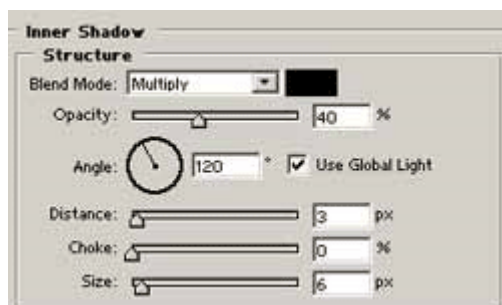 Inner Shadow
Structure
Blend Mode: Multiply
Opacity: 40 %
Angle: 120 ° Use Global Light
Distance: 3 px
Choke: 0 %
Size: 6 px